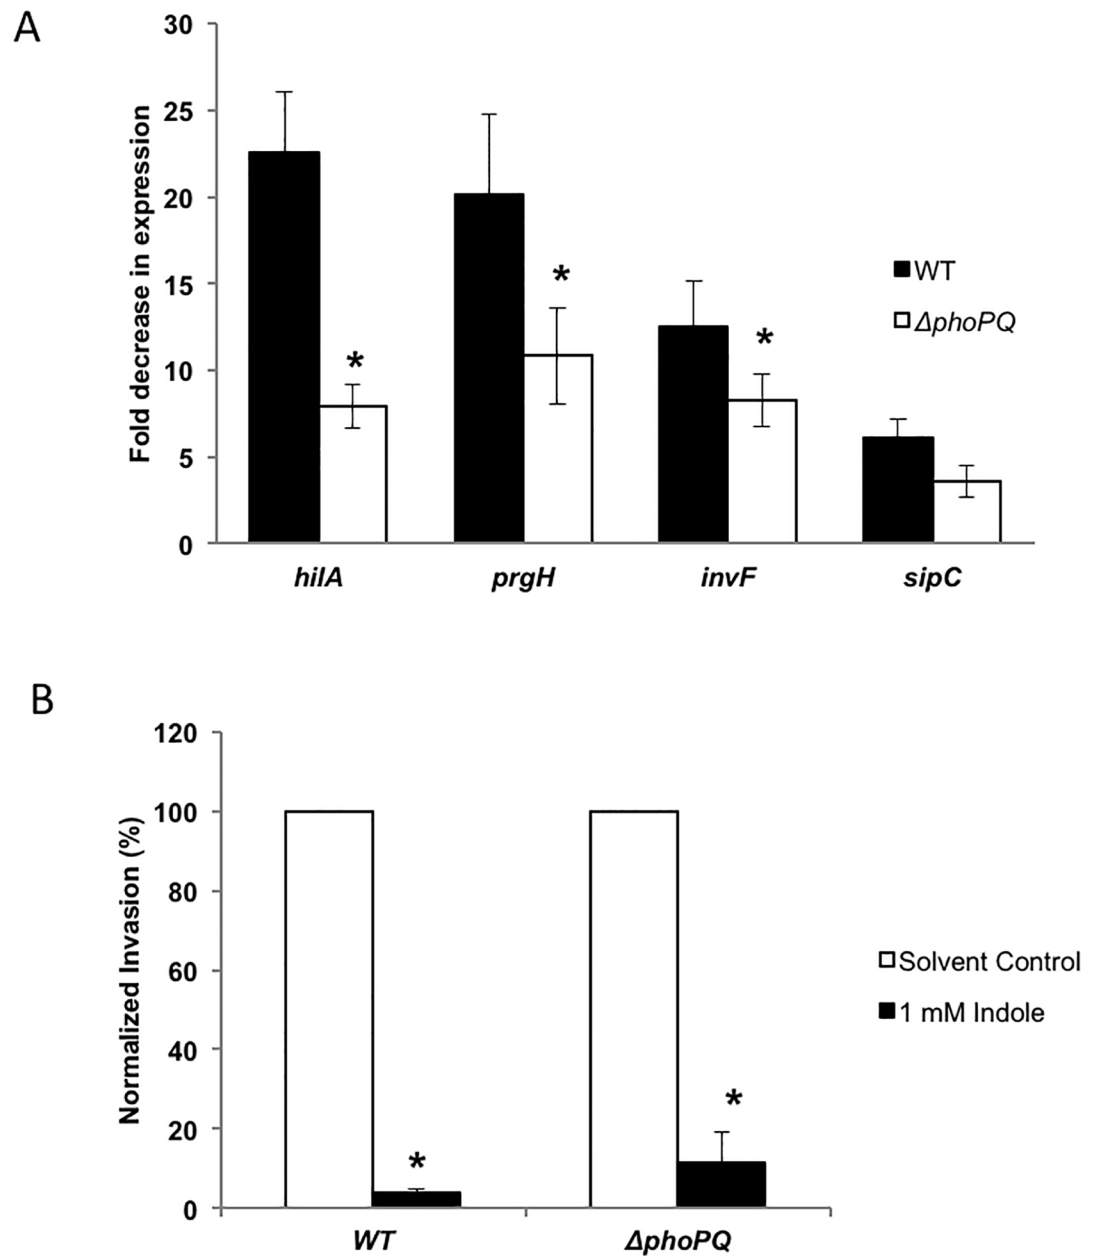 A
30
25
20
15
10
5
0
Fold decrease in expression
*
*
*
WT
ΔphoPQ
hilA prgH invF sipC
B
120
100
80
60
40
20
0
Normalized Invasion (%)
*
*
Solvent Control
1 mM Indole
WT ΔphoPQ